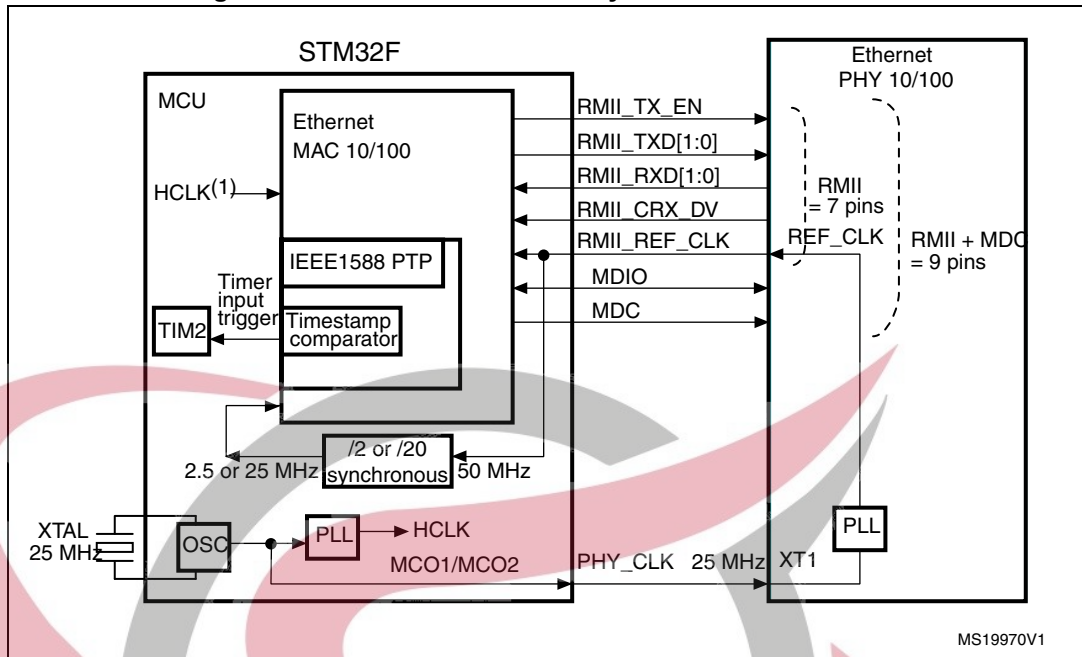 STM32F
Ethernet
PHY 10/100
MCU
Ethernet
MAC 10/100
HCLK(1)
RMII_TX_EN
RMII_TXD[1:0]
RMII_RXD[1:0]
RMII_CRX_DV
RMII_REF_CLK
MDIO
MDC
RMII
= 7 pins
REF_CLK
RMII + MDC
= 9 pins
IEEE1588 PTP
Timer
input
trigger
TIM2
Timestamp
comparator
/2 or /20
synchronous
2.5 or 25 MHz
50 MHz
XTAL
25 MHz
OSC
PLL
HCLK
MCO1/MCO2
PHY_CLK 25 MHz
XT1
PLL
MS19970V1